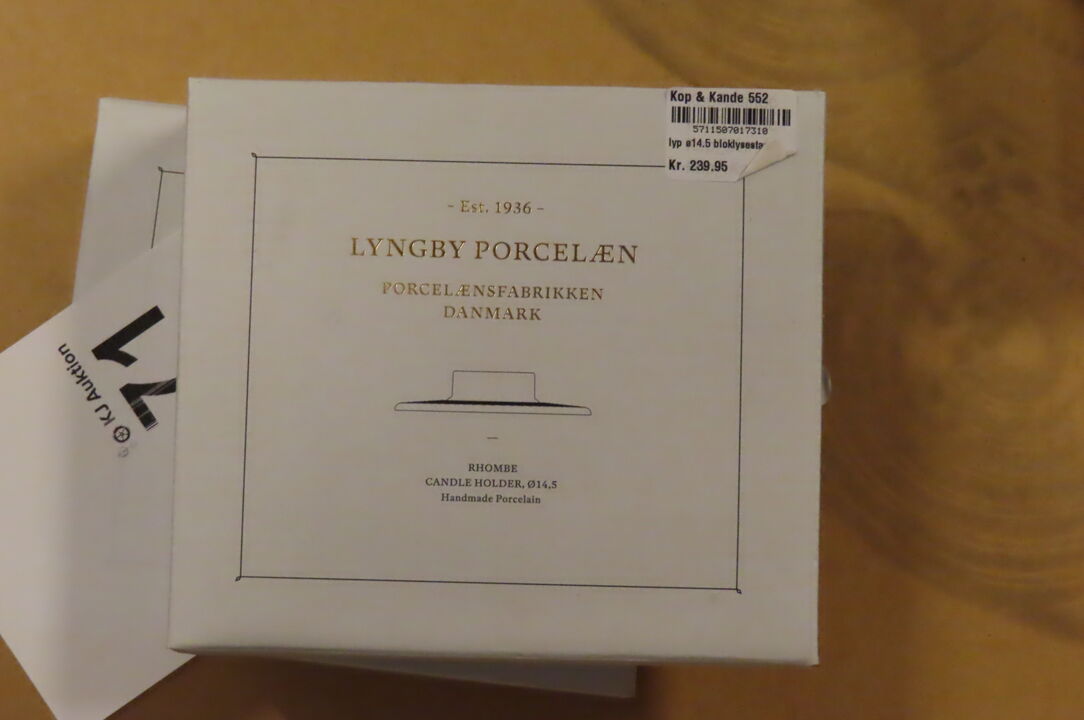 Kop & Kande 552
5711507017310
lyp ø14.5 bloklysesta
Kr. 239.95
- Est. 1936 -
LYNGBY PORCELÆN
PORCELÆNSFABRIKKEN
DANMARK
RHOMBE
CANDLE HOLDER, Ø14,5
Handmade Porcelain
KJ Auktion